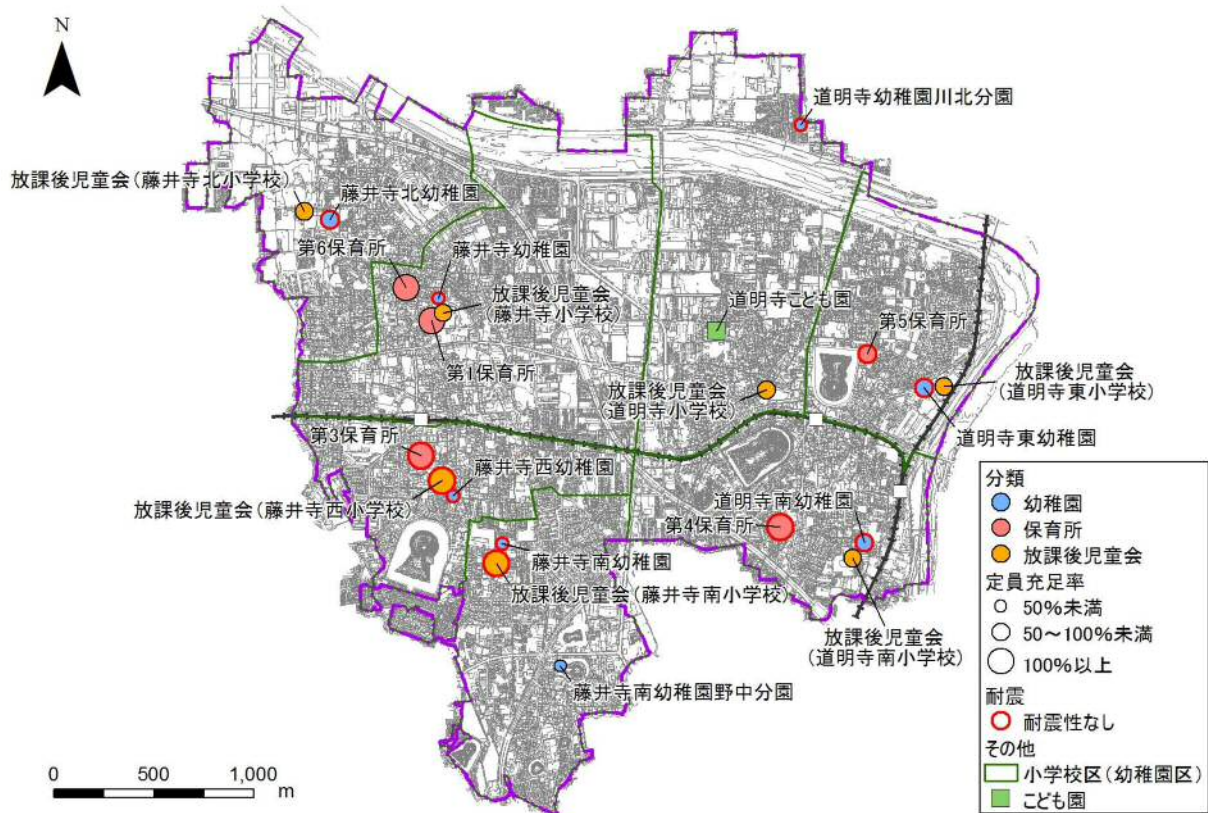 N
道明寺幼稚園川北分園
放課後児童会(藤井寺北小学校)
藤井寺北幼稚園
第6保育所
藤井寺幼稚園
放課後児童会
(藤井寺小学校)
道明寺こども園
第5保育所
第1保育所
放課後児童会
(道明寺小学校)
放課後児童会
(道明寺東小学校)
道明寺東幼稚園
第3保育所
藤井寺西幼稚園
放課後児童会(藤井寺西小学校)
道明寺南幼稚園
第4保育所
藤井寺南幼稚園
放課後児童会(藤井寺南小学校)
放課後児童会
(道明寺南小学校)
藤井寺南幼稚園野中分園
分類
幼稚園
保育所
放課後児童会
定員充足率
50%未満
50~100%未満
100%以上
耐震
耐震性なし
その他
小学校区(幼稚園区)
こども園
0 500 1,000
m